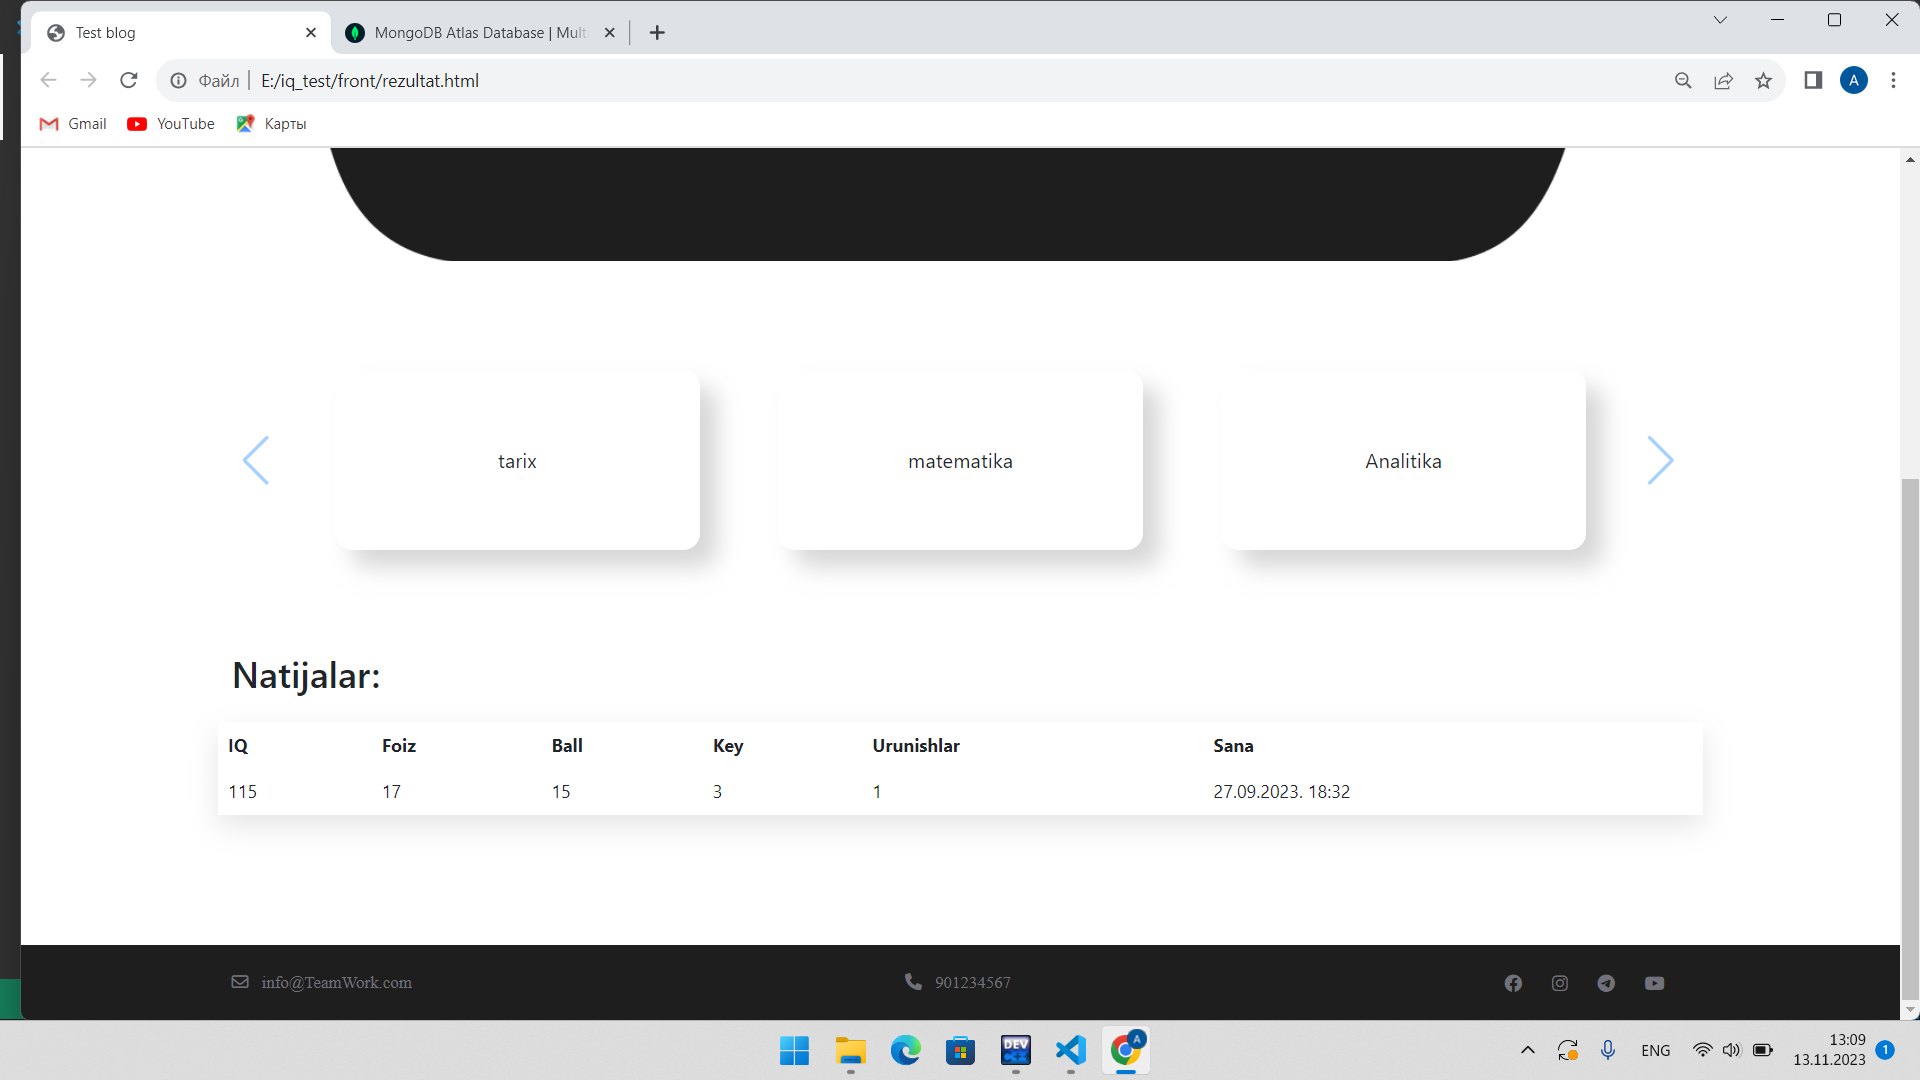 Test blog
MongoDB Atlas Database | Mult
Файл | E:/iq_test/front/rezultat.html
A
Gmail YouTube Карты
tarix matematika Analitika
Natijalar:
IQ Foiz Ball Key Urunishlar Sana
115 17 15 3 1 27.09.2023. 18:32
info@TeamWork.com 901234567
DEV
C++
A
ENG
13:09
13.11.2023
1